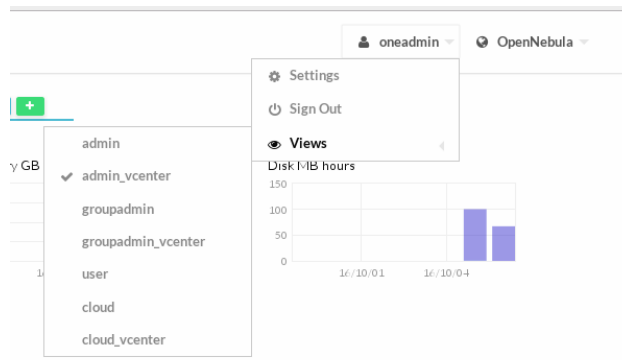 oneadmin OpenNebula
Settings
Sign Out
Views
admin
admin_vcenter
groupadmin
groupadmin_vcenter
user
cloud
cloud_vcenter
y GB
Disk MB hours
150
100
50
0
16/10/01 16/10/04